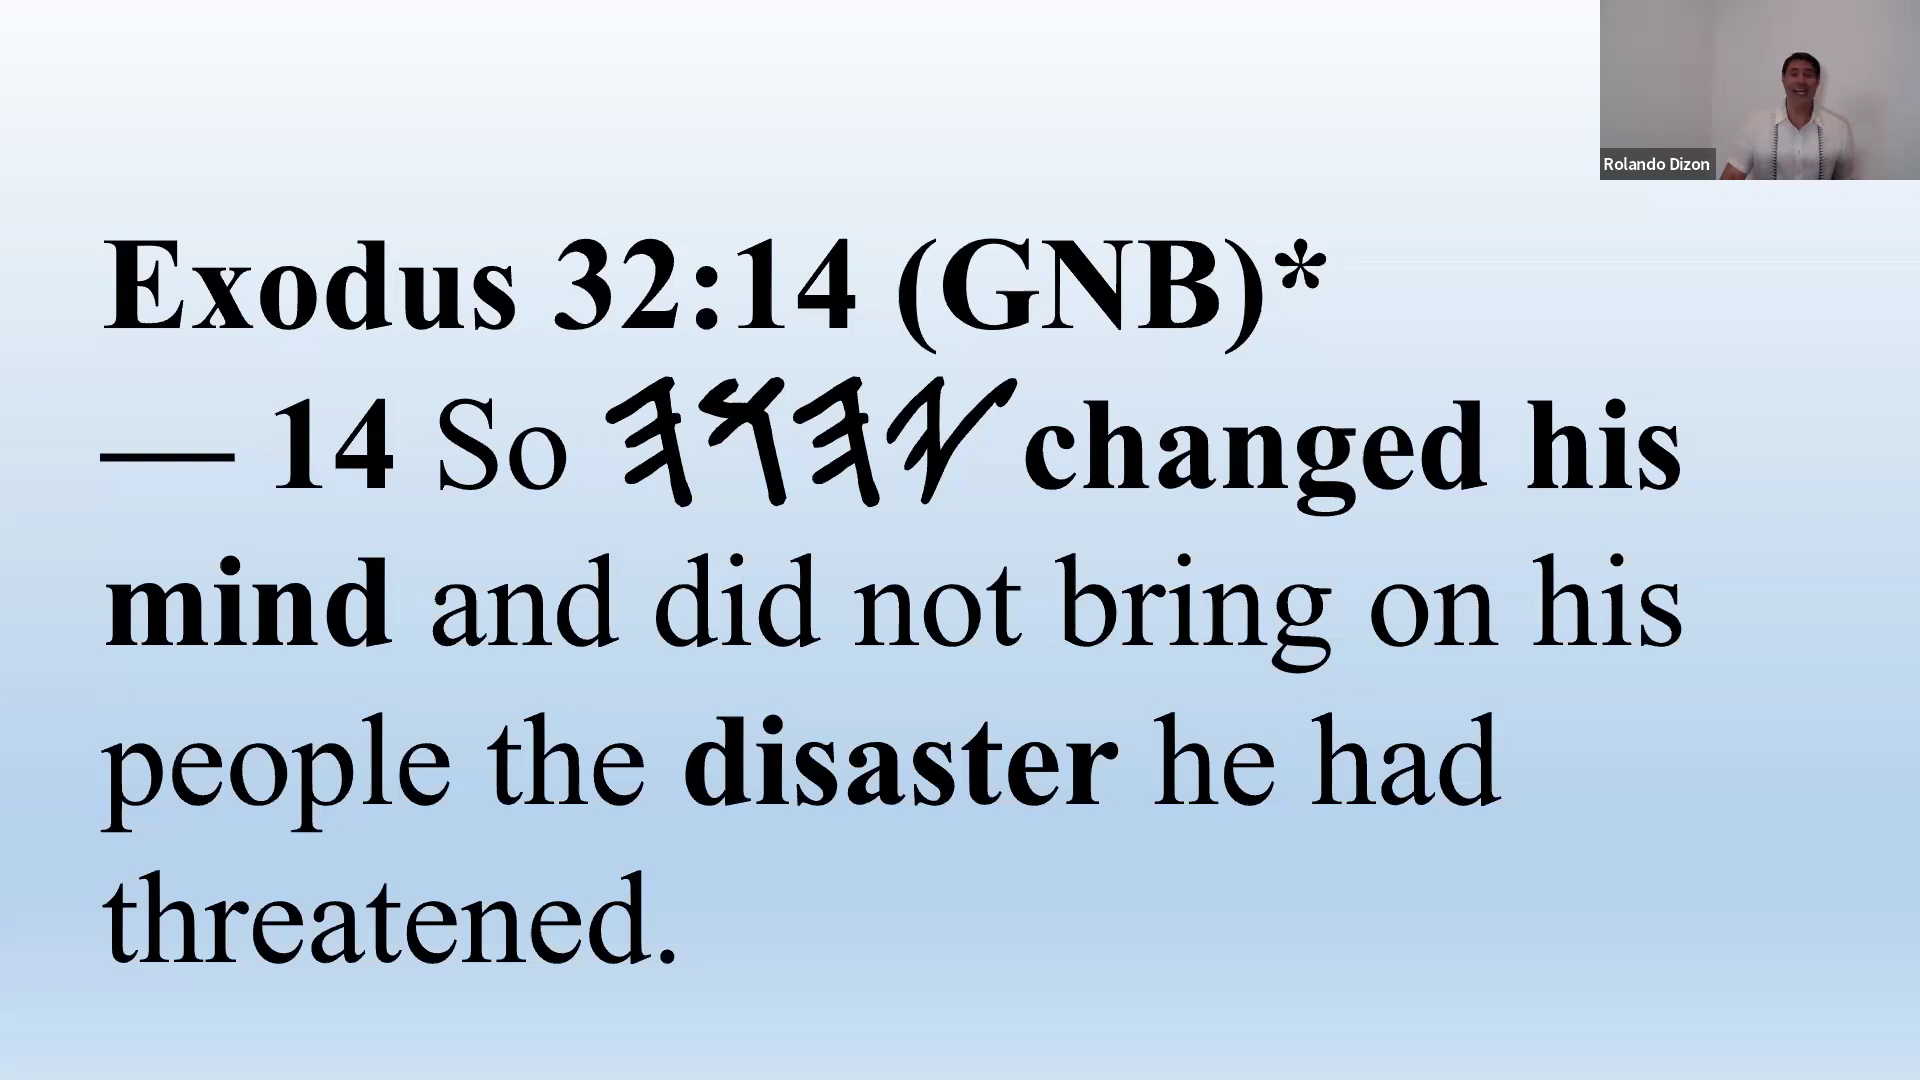 Rolando Dizon
Exodus 32:14 (GNB)*
— 14 So 𐤉𐤄𐤅𐤄 changed his
mind and did not bring on his
people the disaster he had
threatened.